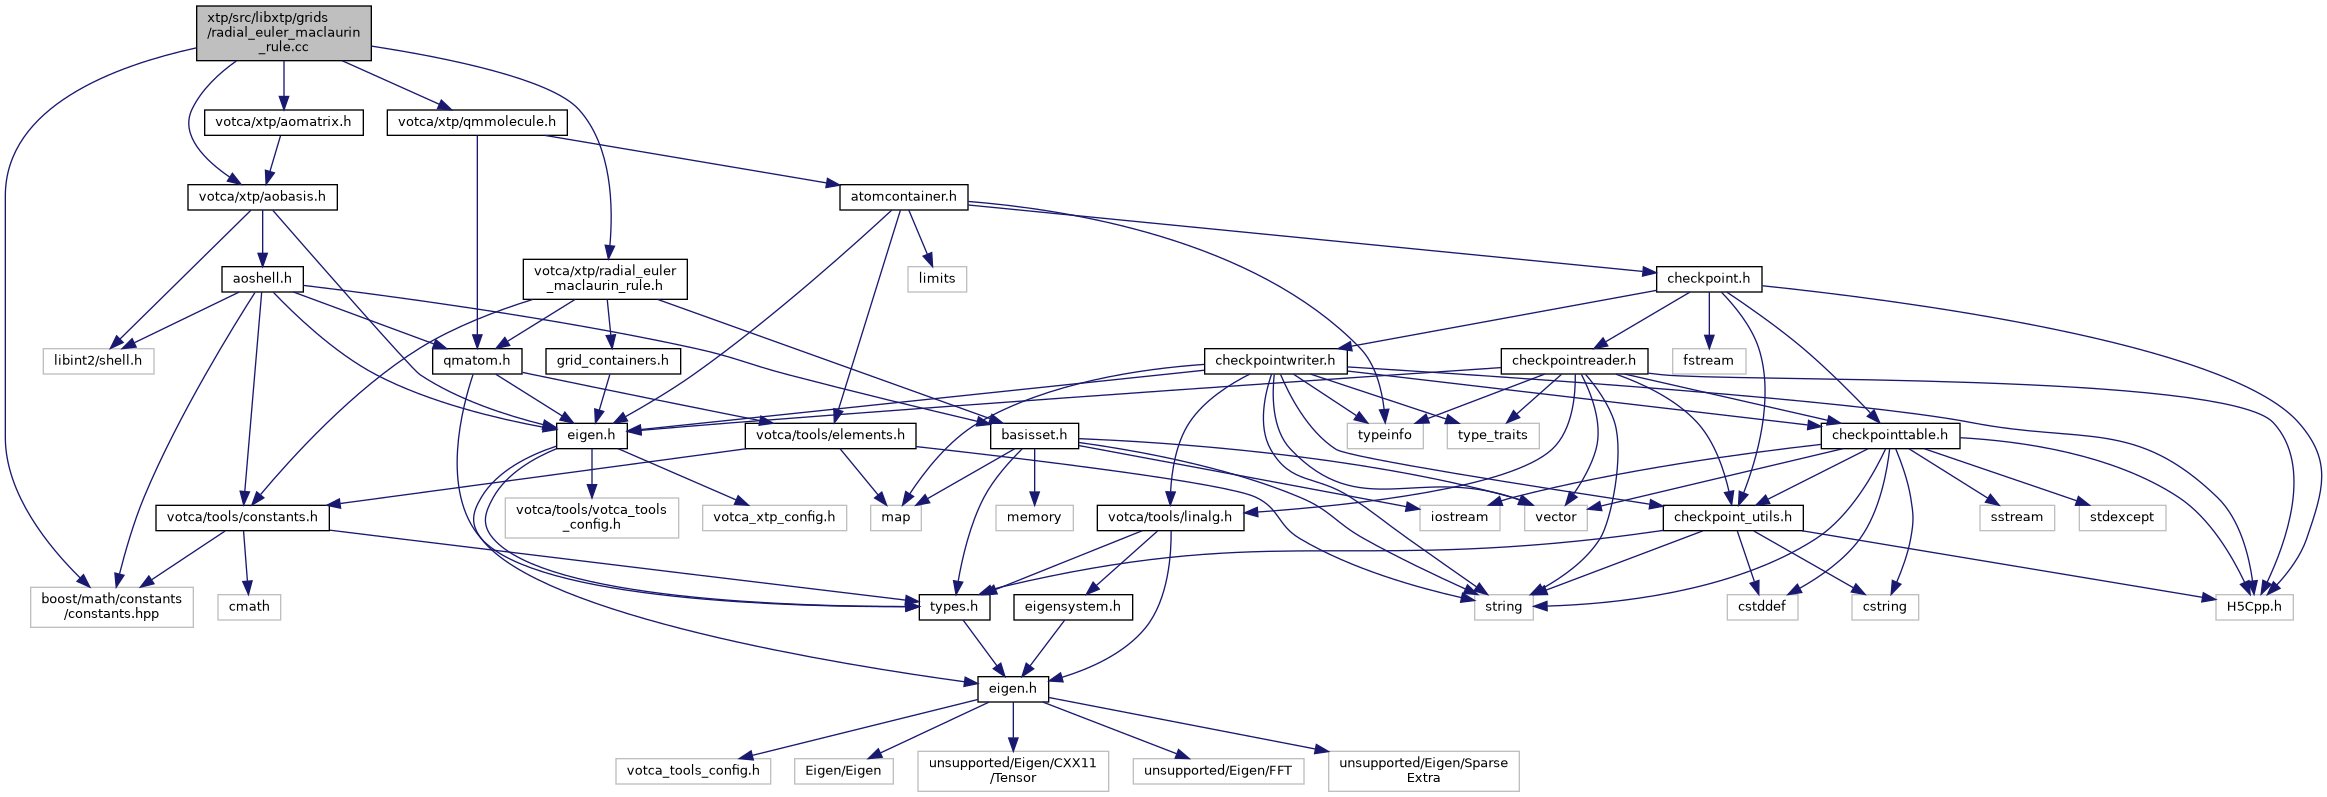 xtp/src/libxtp/grids
/radial_euler_maclaurin
_rule.cc
votca/xtp/aomatrix.h
votca/xtp/qmmolecule.h
votca/xtp/aobasis.h
atomcontainer.h
aoshell.h
votca/xtp/radial_euler
_maclaurin_rule.h
limits
checkpoint.h
libint2/shell.h
qmatom.h
grid_containers.h
checkpointwriter.h
checkpointreader.h
fstream
eigen.h
votca/tools/elements.h
basisset.h
typeinfo
type_traits
checkpointtable.h
votca/tools/constants.h
votca/tools/votca_tools
_config.h
votca_xtp_config.h
map
memory
votca/tools/linalg.h
iostream
vector
checkpoint_utils.h
sstream
stdexcept
boost/math/constants
/constants.hpp
cmath
types.h
eigensystem.h
string
cstddef
cstring
H5Cpp.h
eigen.h
votca_tools_config.h
Eigen/Eigen
unsupported/Eigen/CXX11
/Tensor
unsupported/Eigen/FFT
unsupported/Eigen/Sparse
Extra